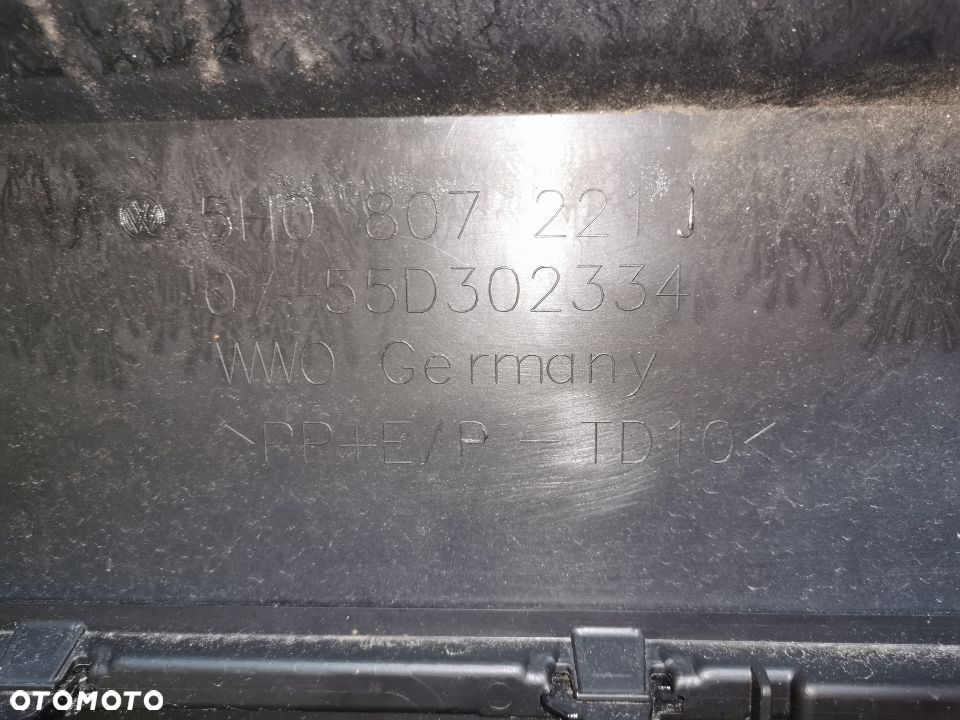 5H0 807 221 J
07-55D302334
WWO Germany
>PP+E/P - TD10<
OTOMOTO